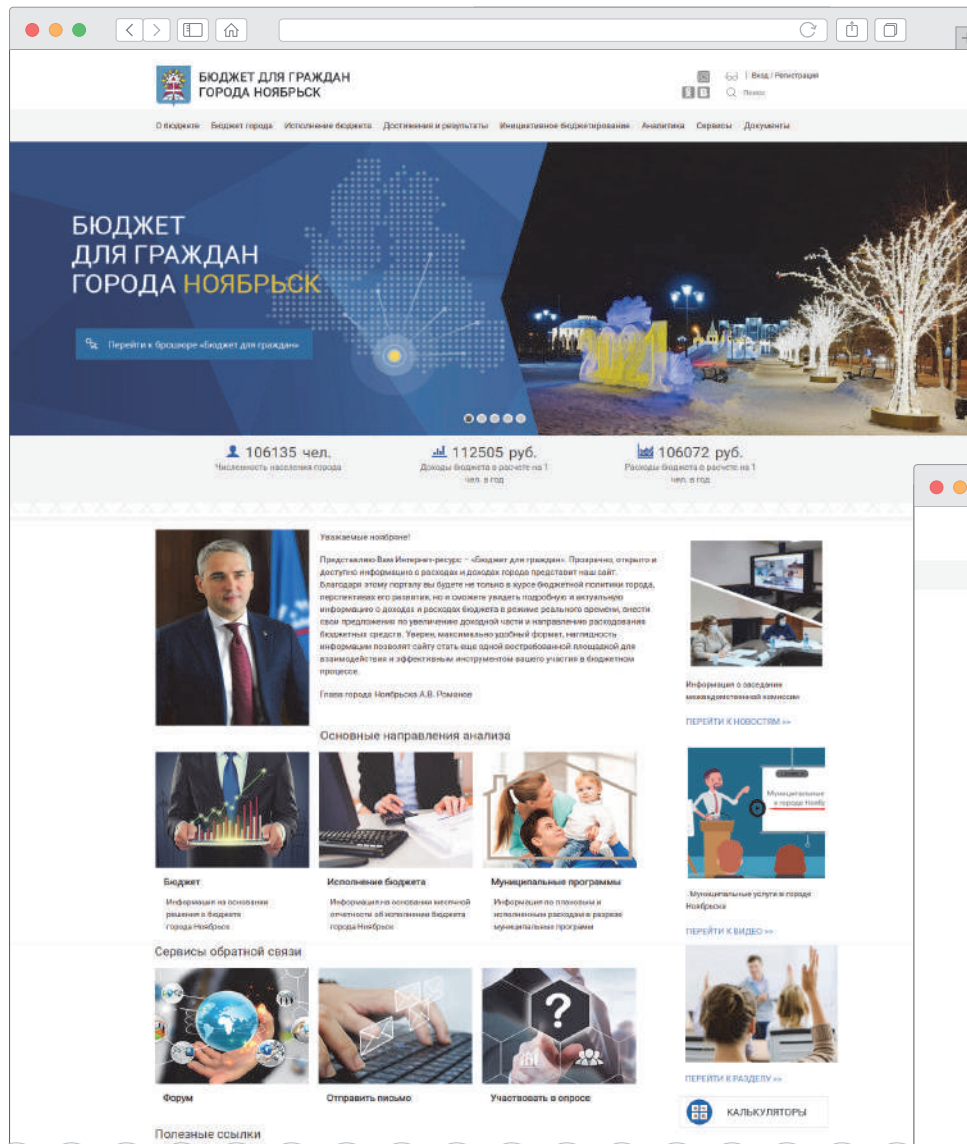 БЮДЖЕТ ДЛЯ ГРАЖДАН
ГОРОДА НОЯБРЬСК
Вход / Регистрация
Поиск
О бюджете Бюджет города Исполнение бюджета Достижения и результаты Инициативное бюджетирование Аналитика Сервисы Документы
БЮДЖЕТ
ДЛЯ ГРАЖДАН
ГОРОДА НОЯБРЬСК
Перейти к брошюре «Бюджет для граждан»
2021
106135 чел.
Численность населения города
112505 руб.
Доходы бюджета в расчете на 1
чел. в год
106072 руб.
Расходы бюджета в расчете на 1
чел. в год
Уважаемые ноябряне!
Представляю Вам Интернет-ресурс – «Бюджет для граждан». Прозрачно, открыто и
доступно информацию о расходах и доходах города представит наш сайт.
Благодаря этому порталу вы будете не только в курсе бюджетной политики города,
перспективах его развития, но и сможете увидеть подробную и актуальную
информацию о доходах и расходах бюджета в режиме реального времени, внести
свои предложения по увеличению доходной части и направлению расходования
бюджетных средств. Уверен, максимально удобный формат, наглядность
информации позволят сайту стать еще одной востребованной площадкой для
взаимодействия и эффективным инструментом вашего участия в бюджетном
процессе.
Глава города Ноябрьска А.В. Романов
Информация о заседании
межведомственной комиссии
ПЕРЕЙТИ К НОВОСТЯМ »»
Основные направления анализа
Бюджет
Информация на основании
решения о бюджете
города Ноябрьск
Исполнение бюджета
Информация на основании месячной
отчетности об исполнении бюджета
города Ноябрьск
Муниципальные программы
Информация по плановым и
исполненным расходам в разрезе
муниципальных программ
Муниципальные
в городе Ноябр
Муниципальные услуги в городе
Ноябрьске
ПЕРЕЙТИ К ВИДЕО »»
Сервисы обратной связи
Форум
Отправить письмо
?
Участвовать в опросе
ПЕРЕЙТИ К РАЗДЕЛУ »»
КАЛЬКУЛЯТОРЫ
Полезные ссылки